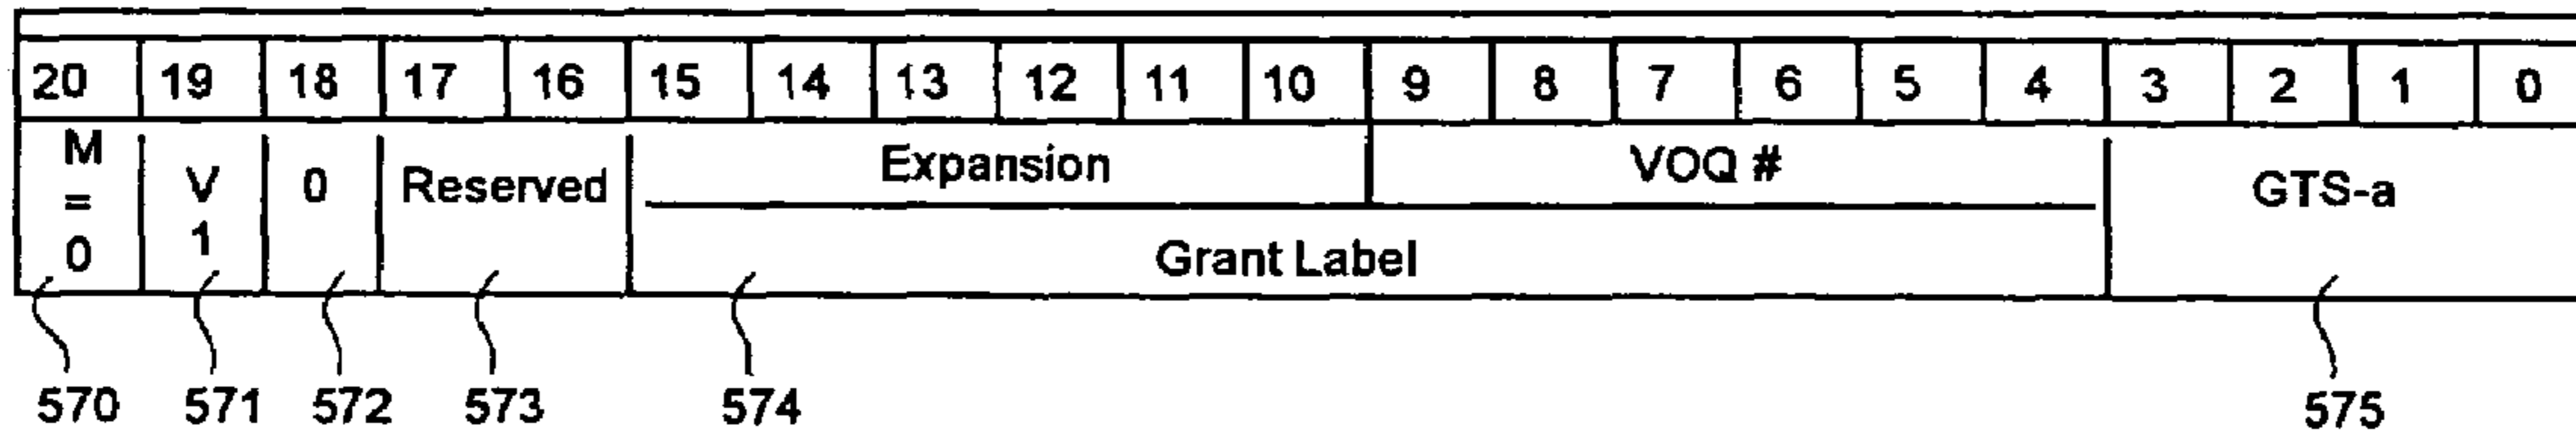 20 19 18 17 16 15 14 13 12 11 10 9 8 7 6 5 4 3 2 1 0
M = 0
V 1
0
Reserved
Expansion
VOQ #
Grant Label
GTS-a
570 571 572 573 574 575